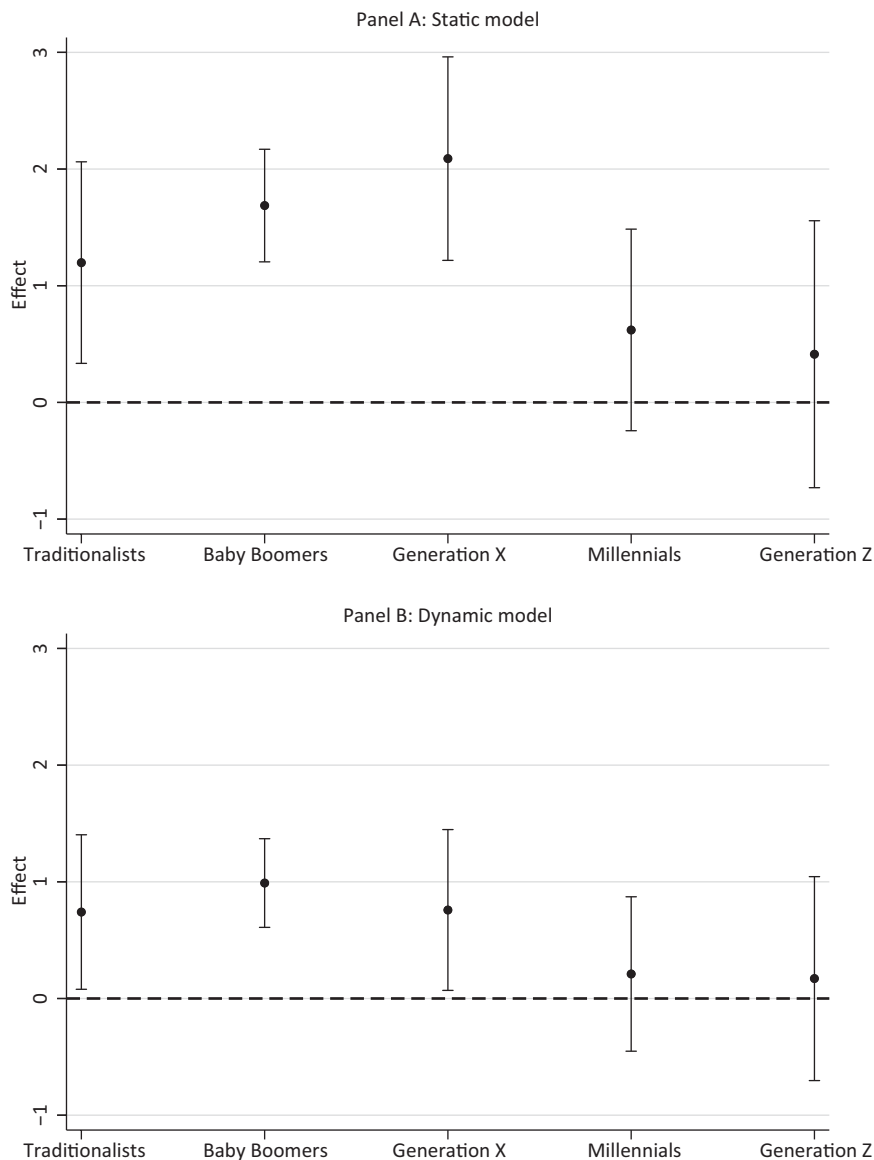 Panel A: Static model
3
2
1
0
−1
Effect
Traditionalists Baby Boomers Generation X Millennials Generation Z
Panel B: Dynamic model
3
2
1
0
−1
Effect
Traditionalists Baby Boomers Generation X Millennials Generation Z